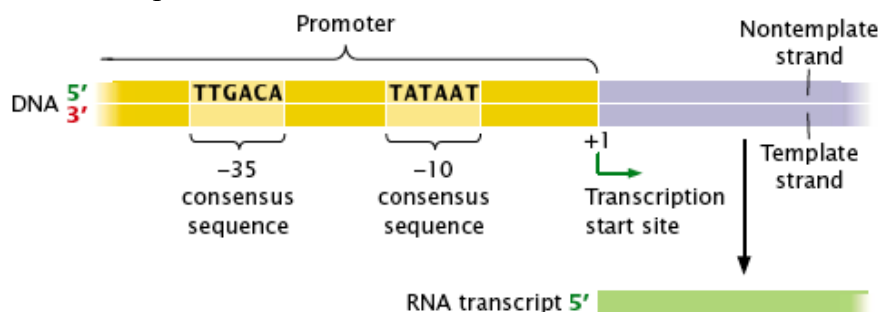 Promoter
Nontemplate
strand
DNA 5′ TTGACA TATAAT
3′
+1
–35
consensus
sequence
–10
consensus
sequence
Transcription
start site
Template
strand
RNA transcript 5′